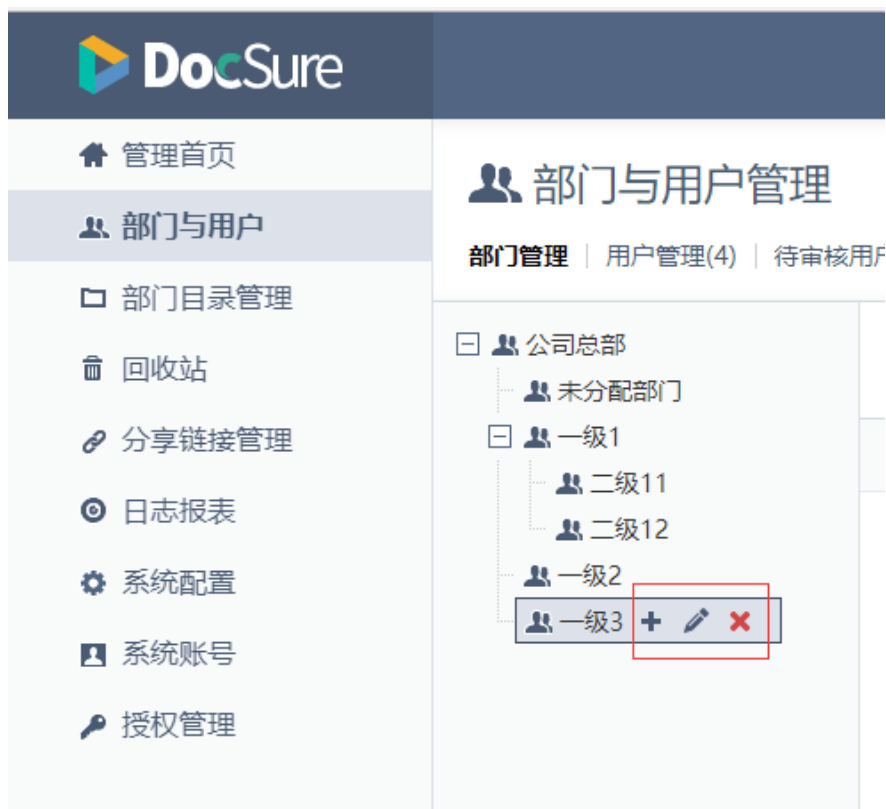 DocSure
管理首页
部门与用户
部门目录管理
回收站
分享链接管理
日志报表
系统配置
系统账号
授权管理
部门与用户管理
部门管理 | 用户管理(4) | 待审核用户
公司总部
未分配部门
一级1
二级11
二级12
一级2
一级3